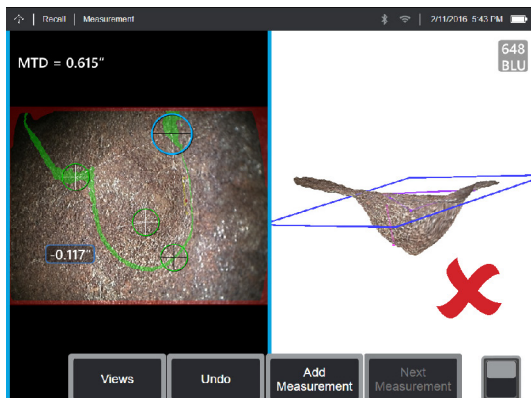 Recall | Measurement
2/11/2016 5:43 PM
MTD = 0.615"
648
BLU
-0.117"
Views
Undo
Add
Measurement
Next
Measurement